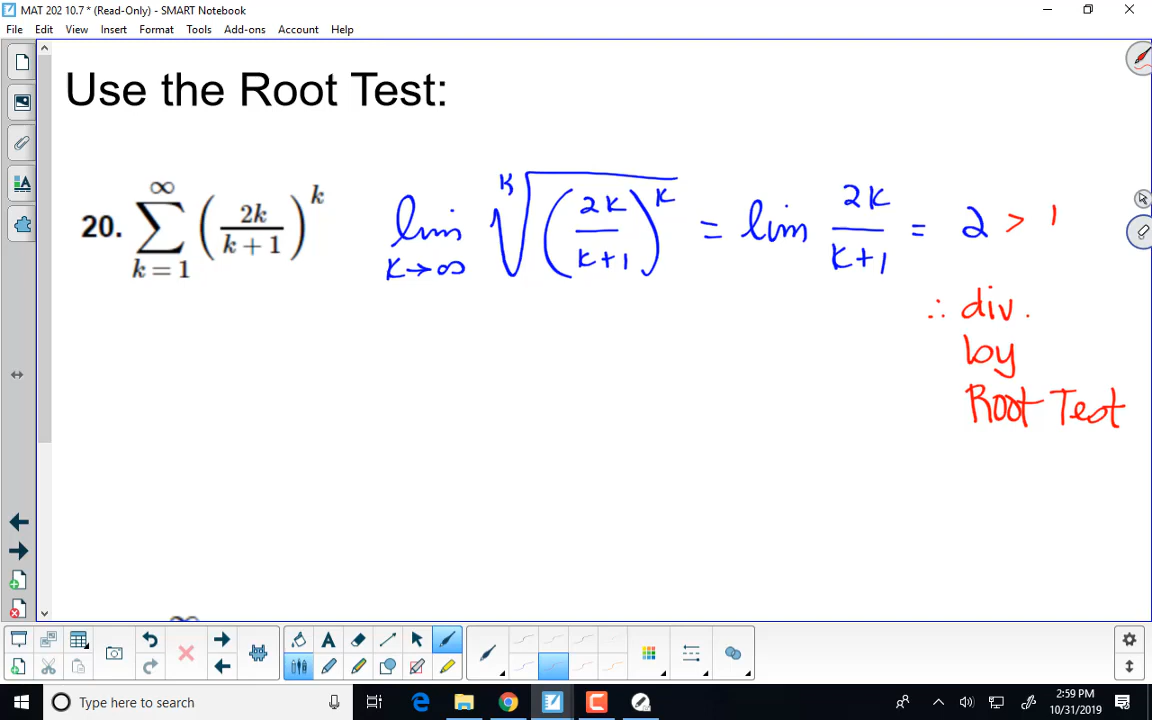 MAT 202 10.7 * (Read-Only) - SMART Notebook
File Edit View Insert Format Tools Add-ons Account Help
Use the Root Test:
20. ∑_{k=1}^{∞} (2k/(k+1))^k lim_{K→∞} ᴷ√((2K/(K+1))^K) = lim 2K/(K+1) = 2 > 1
∴ div.
by
Root Test
∞
Type here to search
2:59 PM
10/31/2019